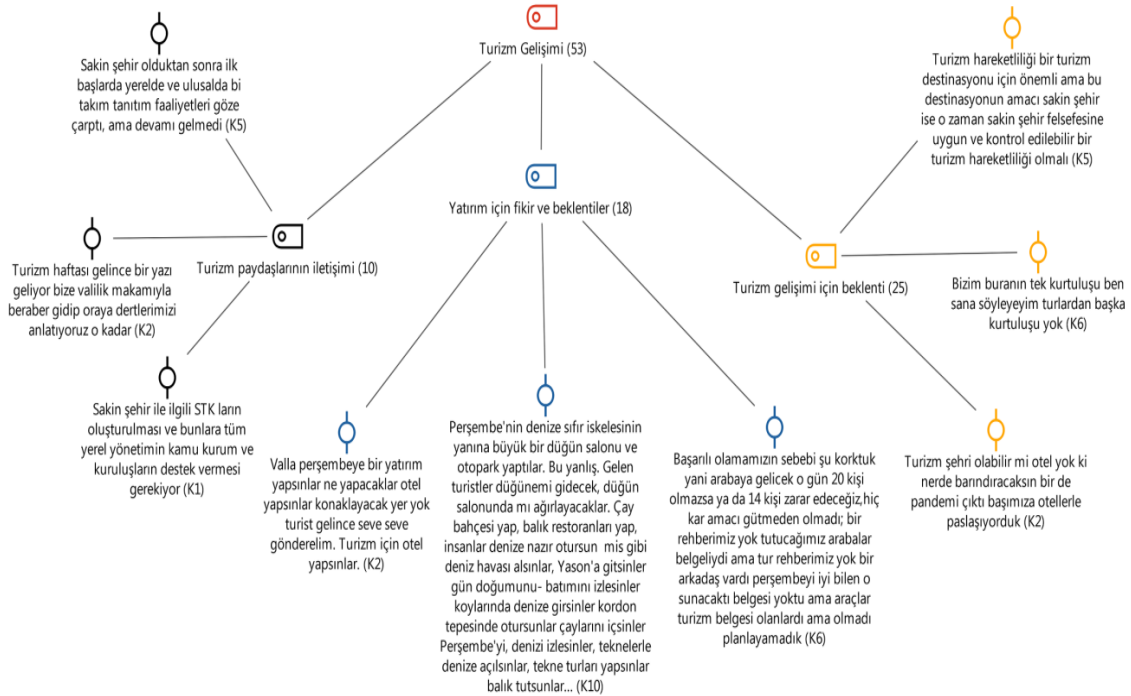 Turizm Gelişimi (53)
Sakin şehir olduktan sonra ilk
başlarda yerelde ve ulusalda bi
takım tanıtım faaliyetleri göze
çarptı, ama devamı gelmedi (K5)
Turizm hareketliliği bir turizm
destinasyonu için önemli ama bu
destinasyonun amacı sakin şehir
ise o zaman sakin şehir felsefesine
uygun ve kontrol edilebilir bir
turizm hareketliliği olmalı (K5)
Yatırım için fikir ve beklentiler (18)
Turizm paydaşlarının iletişimi (10)
Turizm haftası gelince bir yazı
geliyor bize valilik makamıyla
beraber gidip oraya dertlerimizi
anlatıyoruz o kadar (K2)
Turizm gelişimi için beklenti (25)
Bizim buranın tek kurtuluşu ben
sana söyleyeyim turlardan başka
kurtuluşu yok (K6)
Sakin şehir ile ilgili STK ların
oluşturulması ve bunlara tüm
yerel yönetimin kamu kurum ve
kuruluşların destek vermesi
gerekiyor (K1)
Valla perşembeye bir yatırım
yapsınlar ne yapacaklar otel
yapsınlar konaklayacak yer yok
turist gelince seve seve
gönderelim. Turizm için otel
yapsınlar. (K2)
Perşembe'nin denize sıfır iskelesinin
yanına büyük bir düğün salonu ve
otopark yaptılar. Bu yanlış. Gelen
turistler düğünemi gidecek, düğün
salonunda mı ağırlayacaklar. Çay
bahçesi yap, balık restoranları yap,
insanlar denize nazır otursun mis gibi
deniz havası alsınlar, Yason'a gitsinler
gün doğumunu- batımını izlesinler
koylarında denize girsinler kordon
tepesinde otursunlar çaylarını içsinler
Perşembe'yi, denizi izlesinler, teknelerle
denize açılsınlar, tekne turları yapsınlar
balık tutsunlar... (K10)
Başarılı olamamızın sebebi şu korktuk
yani arabaya gelicek o gün 20 kişi
olmazsa ya da 14 kişi zarar edeceğiz,hiç
kar amacı gütmeden olmadı; bir
rehberimiz yok tutucağımız arabalar
belgeliydi ama tur rehberimiz yok bir
arkadaş vardı perşembeyi iyi bilen o
sunacaktı belgesi yoktu ama araçlar
turizm belgesi olanlardı ama olmadı
planlayamadık (K6)
Turizm şehri olabilir mi otel yok ki
nerde barındıracaksın bir de
pandemi çıktı başımıza otellerle
paslaşıyorduk (K2)